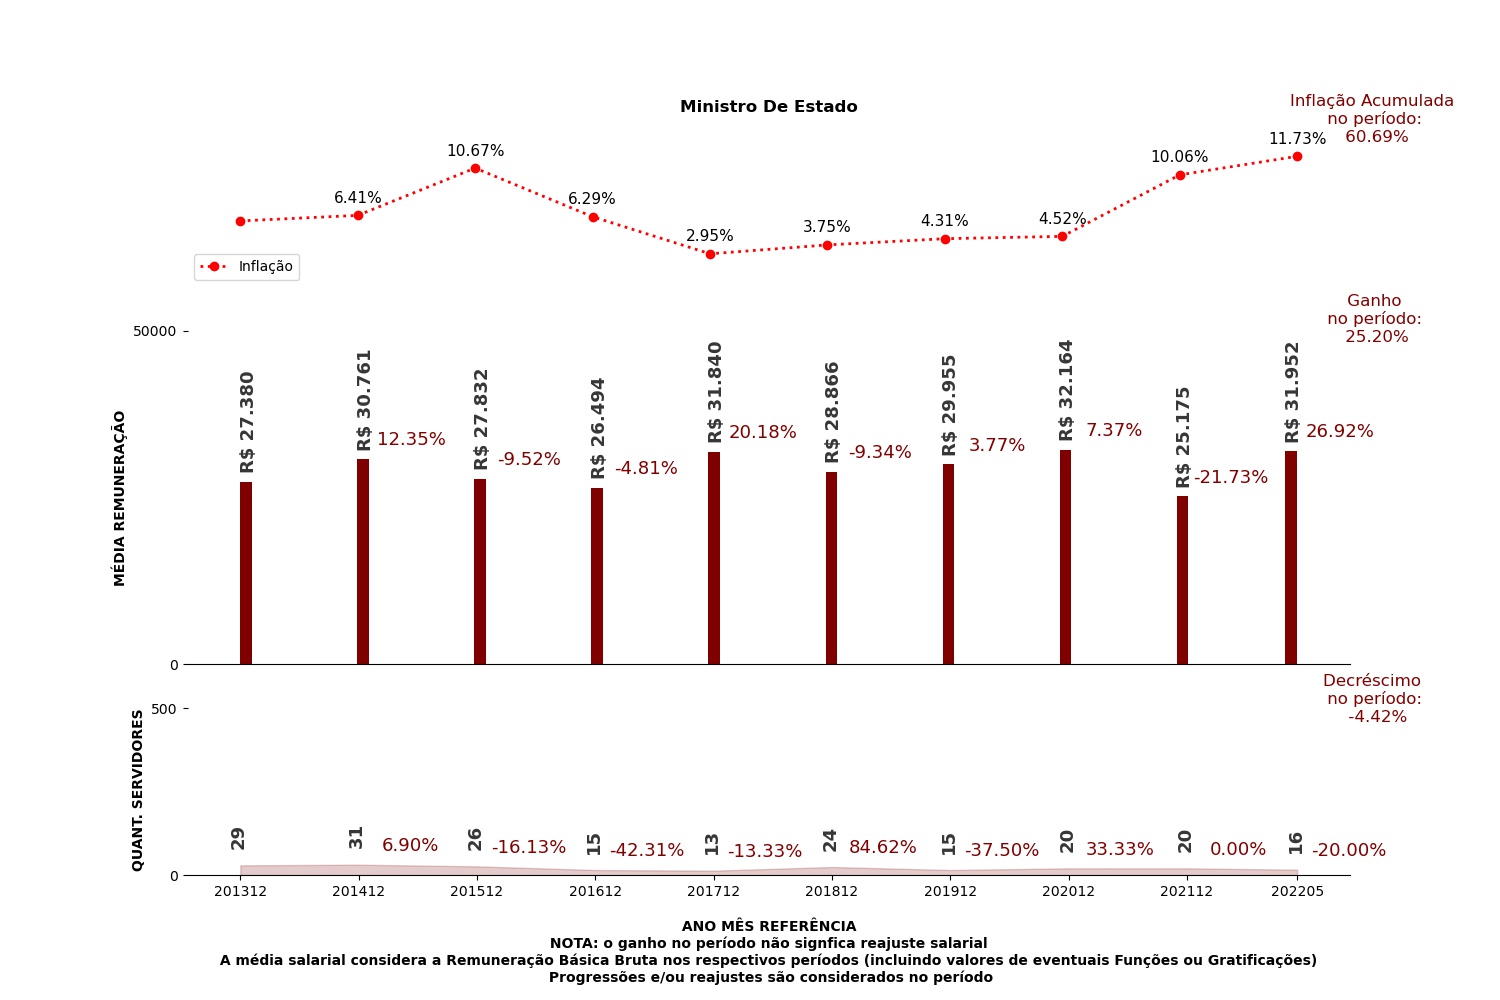 Ministro De Estado
Inflação Acumulada
no período:
60.69%
6.41%
10.67%
6.29%
2.95%
3.75%
4.31%
4.52%
10.06%
11.73%
Inflação
Ganho
no período:
25.20%
MÉDIA REMUNERAÇÃO
50000
0
R$ 27.380
R$ 30.761
12.35%
R$ 27.832
-9.52%
R$ 26.494
-4.81%
R$ 31.840
20.18%
R$ 28.866
-9.34%
R$ 29.955
3.77%
R$ 32.164
7.37%
R$ 25.175
-21.73%
R$ 31.952
26.92%
Decréscimo
no período:
-4.42%
QUANT. SERVIDORES
500
0
29
31
6.90%
26
-16.13%
15
-42.31%
13
-13.33%
24
84.62%
15
-37.50%
20
33.33%
20
0.00%
16
-20.00%
201312
201412
201512
201612
201712
201812
201912
202012
202112
202205
ANO MÊS REFERÊNCIA
NOTA: o ganho no período não signfica reajuste salarial
A média salarial considera a Remuneração Básica Bruta nos respectivos períodos (incluindo valores de eventuais Funções ou Gratificações)
Progressões e/ou reajustes são considerados no período